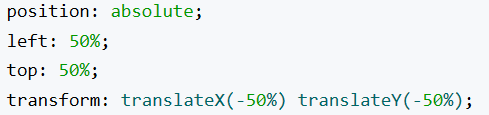 position: absolute;
left: 50%;
top: 50%;
transform: translateX(-50%) translateY(-50%);